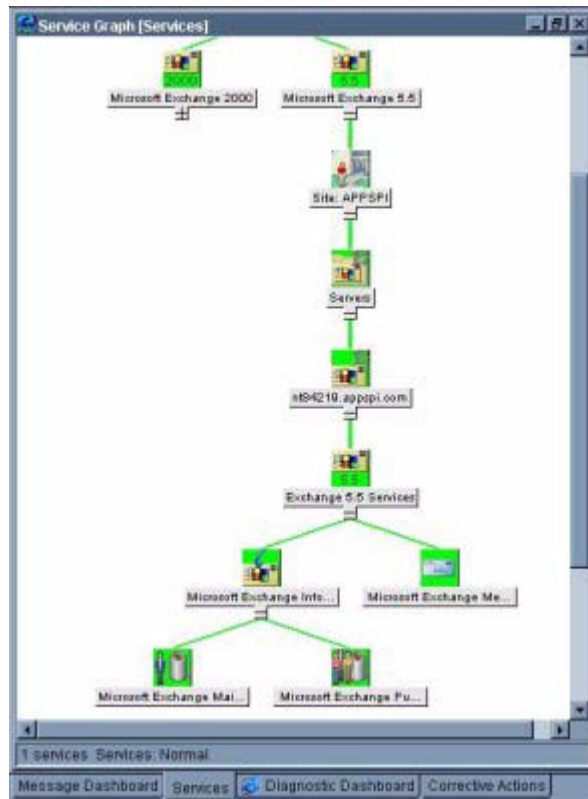 Service Graph [Services]
2000
5.5
Microsoft Exchange 2000
Microsoft Exchange 5.5
Site: APPSPI
Servers
nt84219.appspi.com
5.5
Exchange 5.5 Services
Microsoft Exchange Info...
Microsoft Exchange Me...
Microsoft Exchange Mai...
Microsoft Exchange Pu...
1 services Services: Normal
Message Dashboard
Services
Diagnostic Dashboard
Corrective Actions